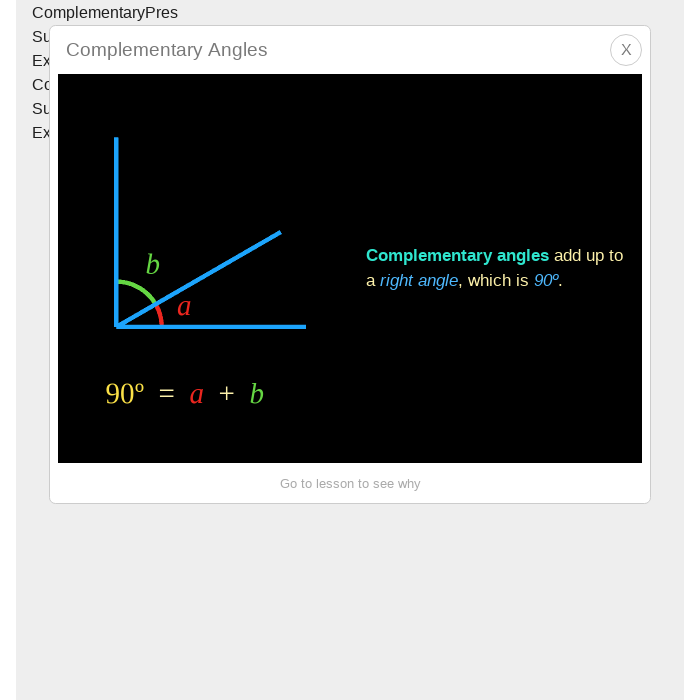 ComplementaryPres
Su
Ex
Co
Su
Ex
Complementary Angles
X
b
a
Complementary angles add up to
a right angle, which is 90º.
90º = a + b
Go to lesson to see why